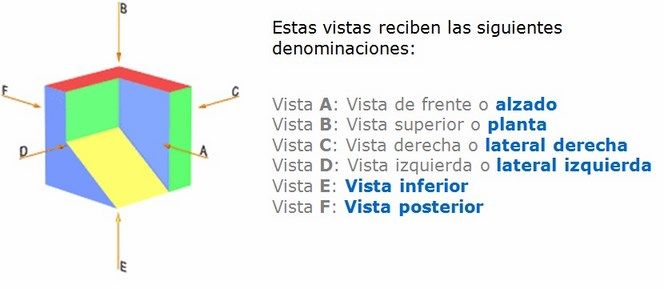 B
F
C
D
A
E
Estas vistas reciben las siguientes
denominaciones:
Vista A: Vista de frente o alzado
Vista B: Vista superior o planta
Vista C: Vista derecha o lateral derecha
Vista D: Vista izquierda o lateral izquierda
Vista E: Vista inferior
Vista F: Vista posterior